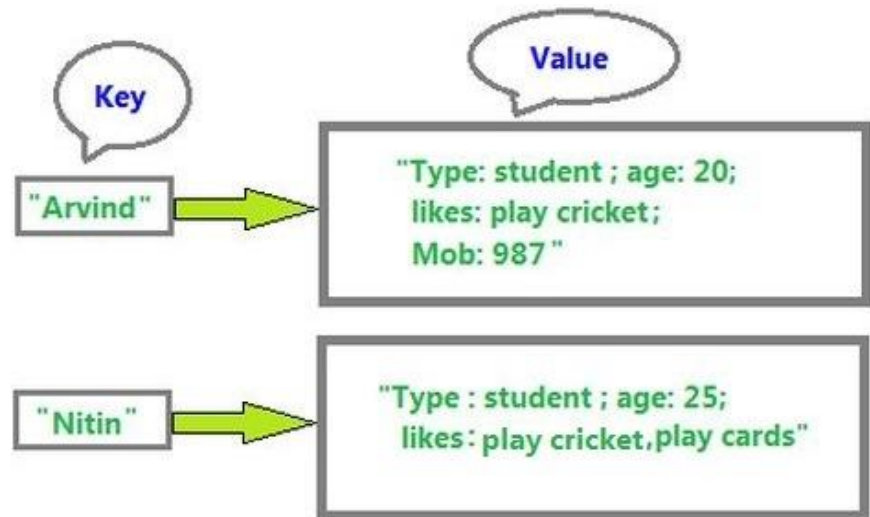 Key
Value
"Arvind"
"Type: student ; age: 20;
likes: play cricket;
Mob: 987 "
"Nitin"
"Type : student ; age: 25;
likes: play cricket,play cards"